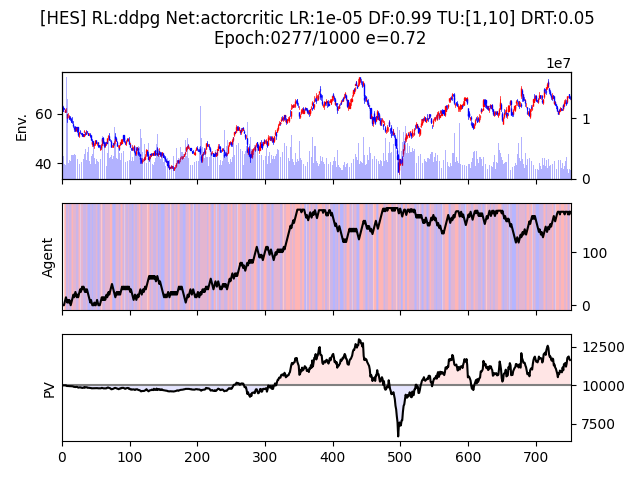 [HES] RL:ddpg Net:actorcritic LR:1e-05 DF:0.99 TU:[1,10] DRT:0.05
Epoch:0277/1000 e=0.72
1e7
Env.
60
40
1
0
Agent
100
0
PV
12500
10000
7500
0 100 200 300 400 500 600 700